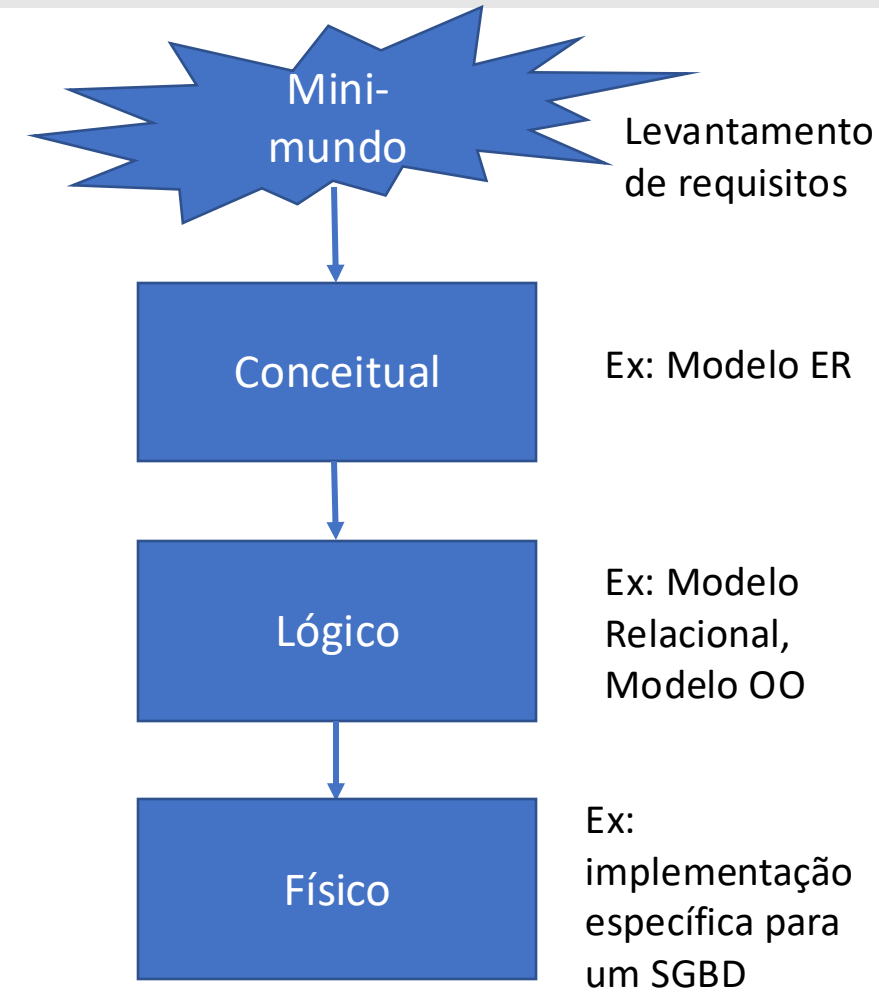 Mini-
mundo
Levantamento
de requisitos
Conceitual
Ex: Modelo ER
Lógico
Ex: Modelo
Relacional,
Modelo OO
Físico
Ex:
implementação
específica para
um SGBD